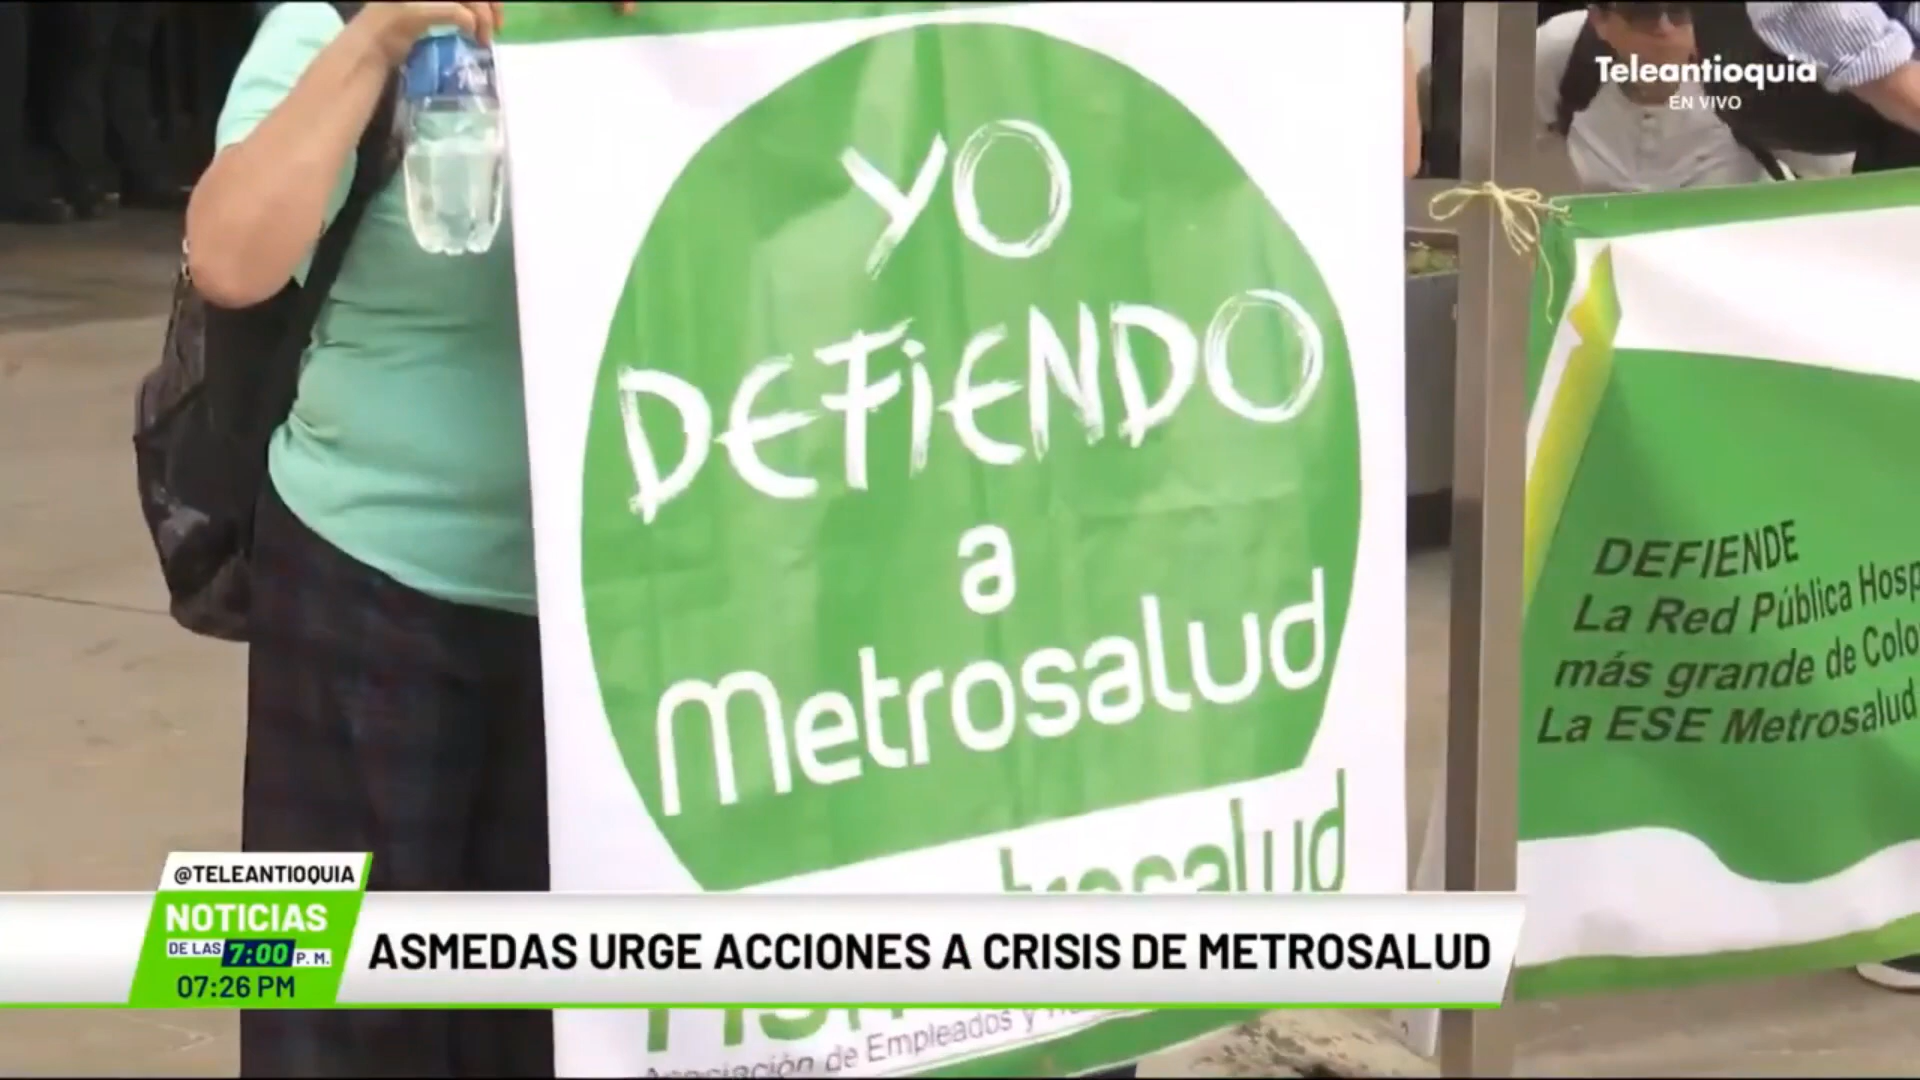 Teleantioquia
EN VIVO
YO
DEFiENDO
a
Metrosalud
DEFIENDE
La Red Pública Hosp
más grande de Colo
La ESE Metrosalud
trosalud
@TELEANTIOQUIA
NOTICIAS
DE LAS 7:00 P. M.
07:26 PM
ASMEDAS URGE ACCIONES A CRISIS DE METROSALUD
Asociación de Empleados y